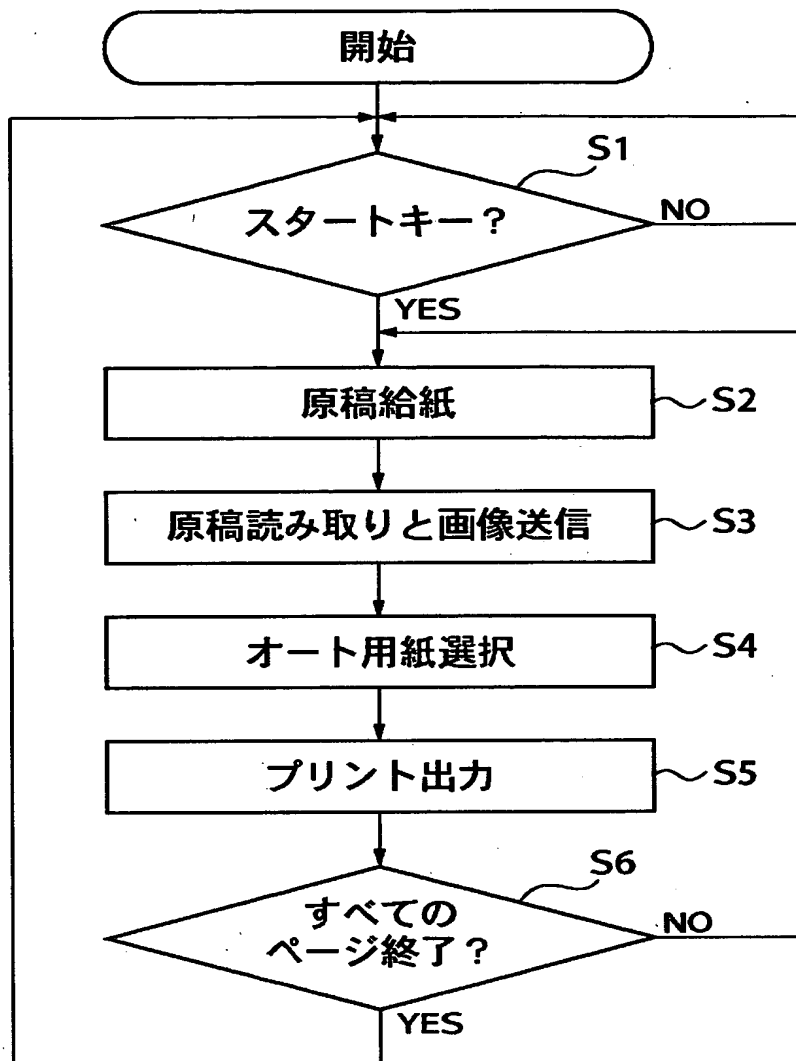 開始
S1
スタートキー?
NO
YES
原稿給紙
S2
原稿読み取りと画像送信
S3
オート用紙選択
S4
プリント出力
S5
S6
すべての
ページ終了?
NO
YES